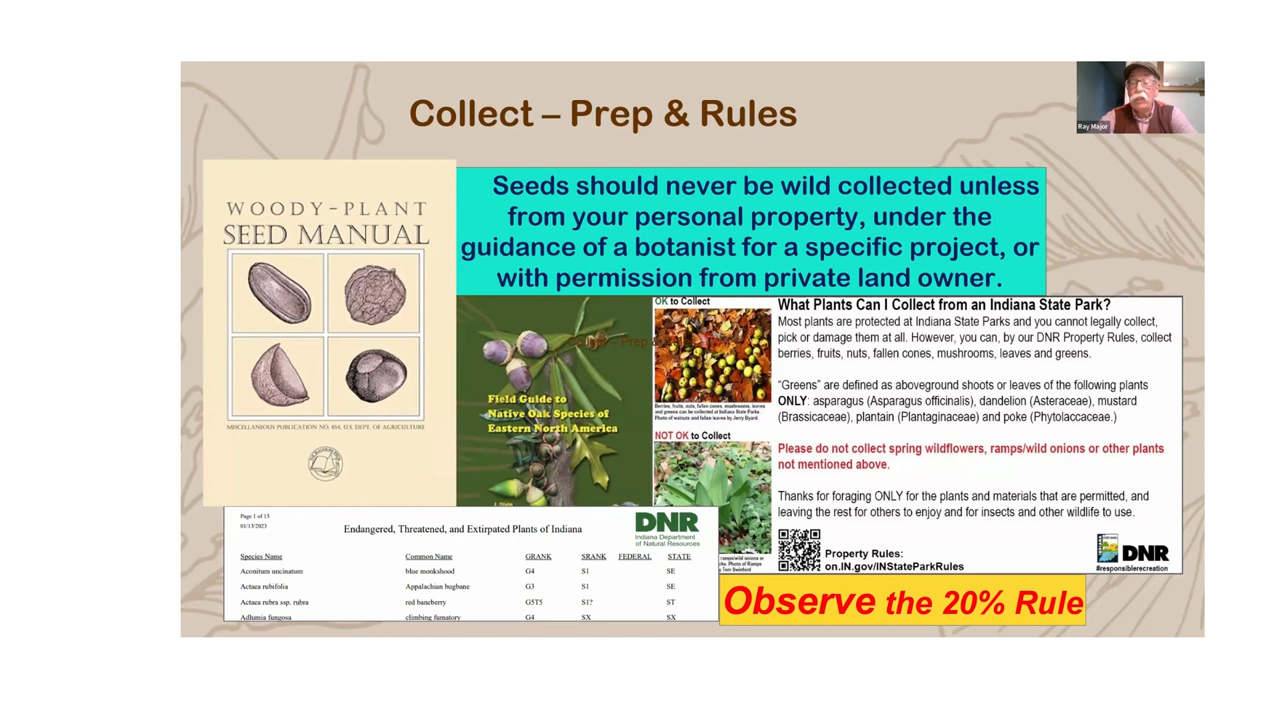 Collect – Prep & Rules
Ray Major
WOODY-PLANT
SEED MANUAL
MISCELLANEOUS PUBLICATION NO. 654, U.S. DEPT. OF AGRICULTURE
Seeds should never be wild collected unless
from your personal property, under the
guidance of a botanist for a specific project, or
with permission from private land owner.
Field Guide to
Native Oak Species of
Eastern North America
OK to Collect
Berries, fruits, nuts, fallen cones, mushrooms, leaves
and greens can be collected at Indiana State Parks.
Photo of walnuts and fallen leaves by Jerry Byard.
NOT OK to Collect
ramps/wild onions or
Photo of Ramps
Tom Swinford
What Plants Can I Collect from an Indiana State Park?
Most plants are protected at Indiana State Parks and you cannot legally collect,
pick or damage them at all. However, you can, by our DNR Property Rules, collect
berries, fruits, nuts, fallen cones, mushrooms, leaves and greens.
“Greens” are defined as aboveground shoots or leaves of the following plants
ONLY: asparagus (Asparagus officinalis), dandelion (Asteraceae), mustard
(Brassicaceae), plantain (Plantaginaceae) and poke (Phytolaccaceae.)
Please do not collect spring wildflowers, ramps/wild onions or other plants
not mentioned above.
Thanks for foraging ONLY for the plants and materials that are permitted, and
leaving the rest for others to enjoy and for insects and other wildlife to use.
Property Rules:
on.IN.gov/INStateParkRules
DNR
#responsiblerecreation
Page 1 of 15
01/13/2023
Endangered, Threatened, and Extirpated Plants of Indiana
DNR
Indiana Department
of Natural Resources
Species Name Common Name GRANK SRANK FEDERAL STATE
Aconitum uncinatum blue monkshood G4 S1 SE
Actaea rubifolia Appalachian bugbane G3 S1 SE
Actaea rubra ssp. rubra red baneberry G5T5 S1? ST
Adlumia fungosa climbing fumatory G4 SX SX
Observe the 20% Rule